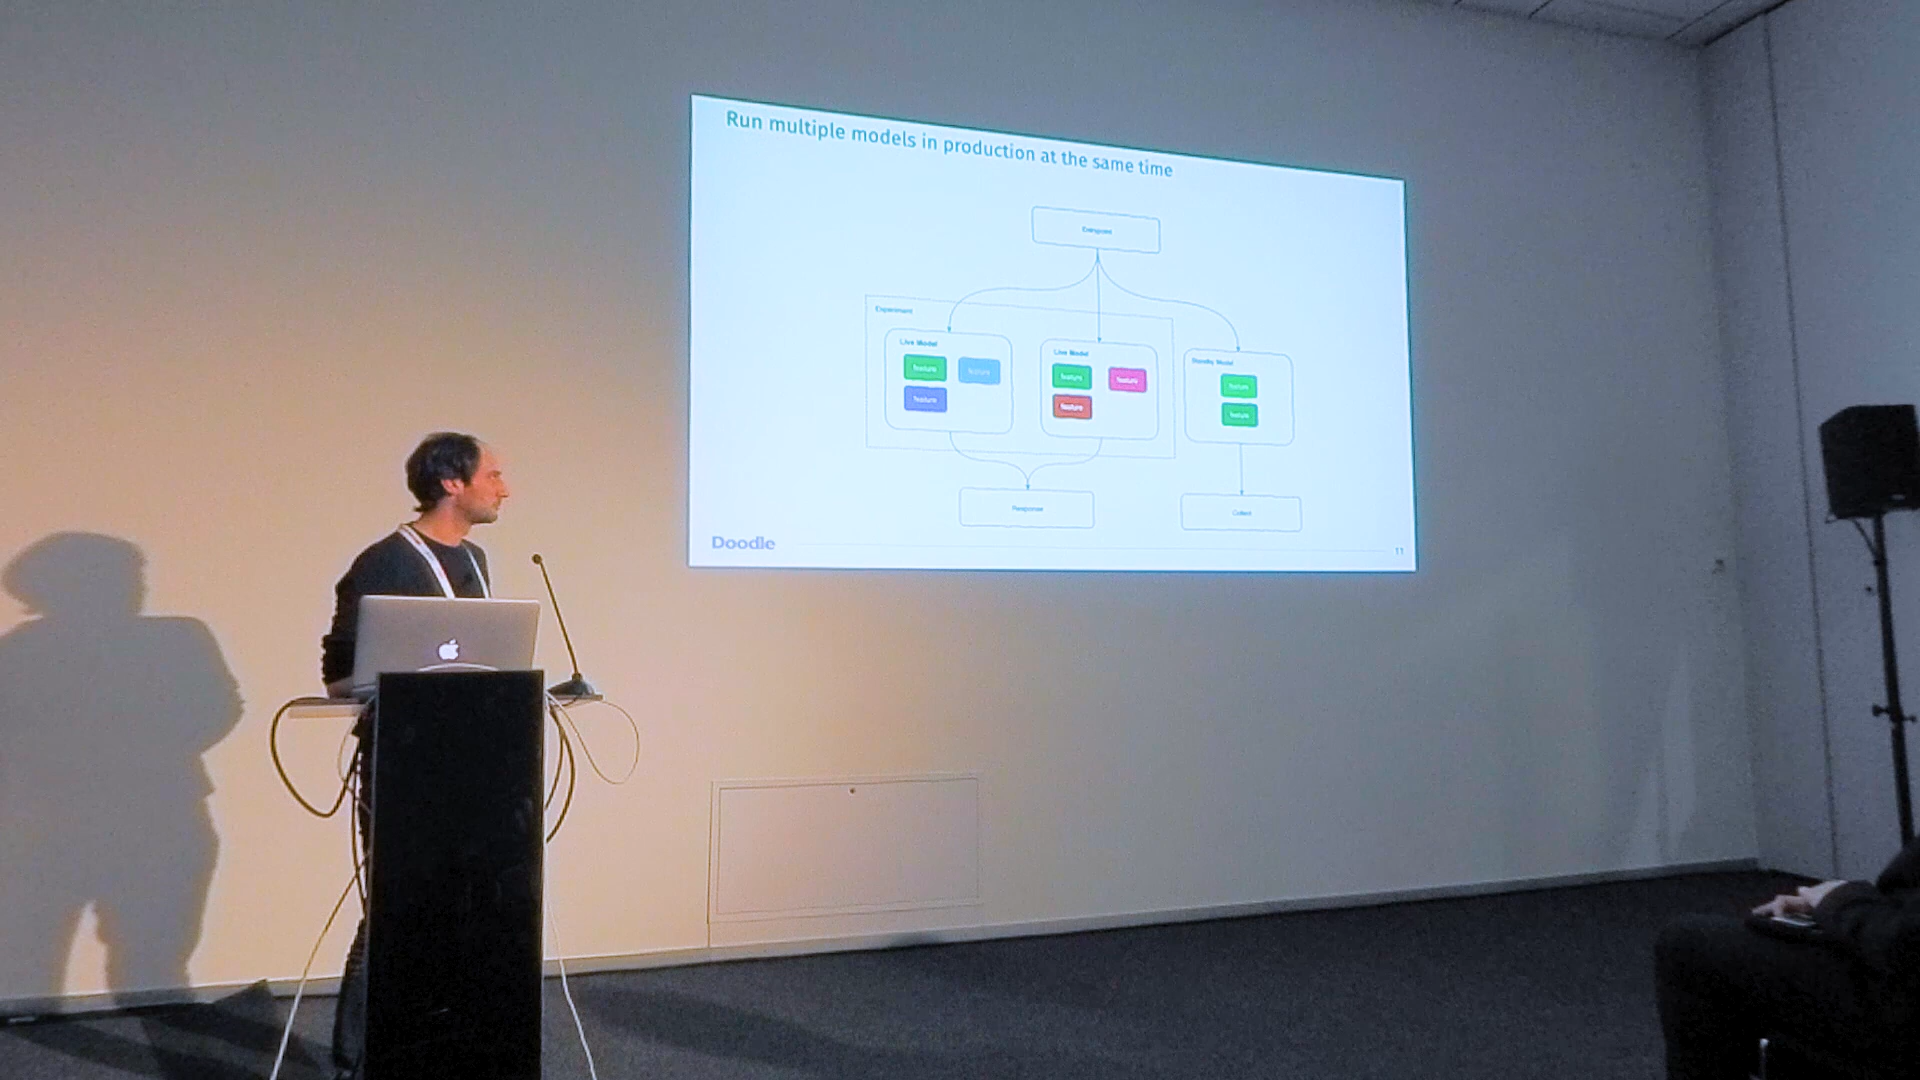 Run multiple models in production at the same time
Endpoint
Experiment
Live Model
feature
feature
feature
Live Model
feature
feature
feature
Standby Model
feature
feature
Response
Collect
Doodle
11